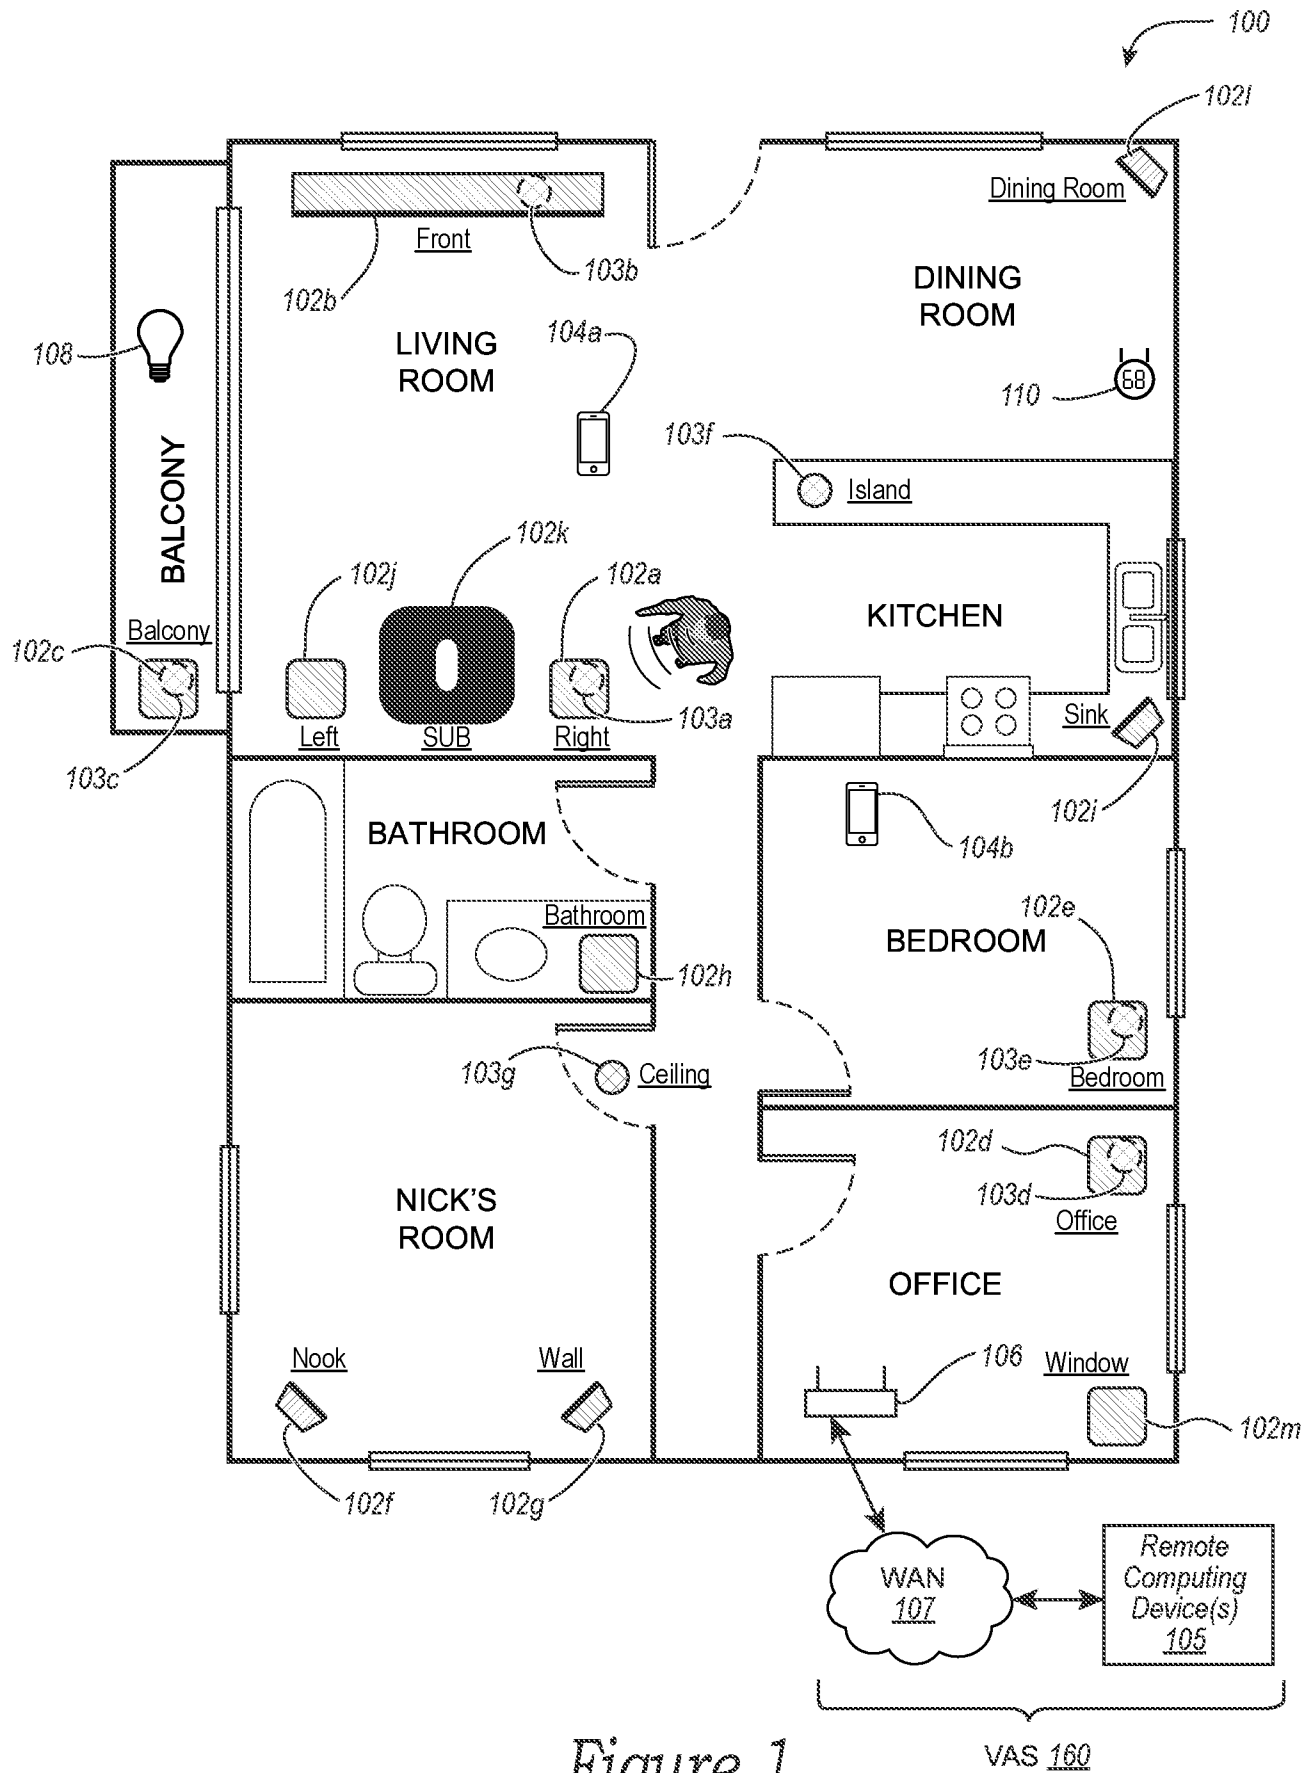 100
102l
Dining Room
Front
103b
102b
DINING
ROOM
104a
LIVING
ROOM
108
68
110
103f
Island
BALCONY
102k
102j
102a
KITCHEN
Balcony
102c
103a
Sink
Left
SUB
Right
103c
102i
BATHROOM
104b
102e
Bathroom
BEDROOM
102h
103e
103g
Ceiling
Bedroom
102d
103d
NICK'S
ROOM
Office
OFFICE
Nook
Wall
106
Window
102m
102f
102g
WAN
107
Remote
Computing
Device(s)
105
VAS 160
Figure 1